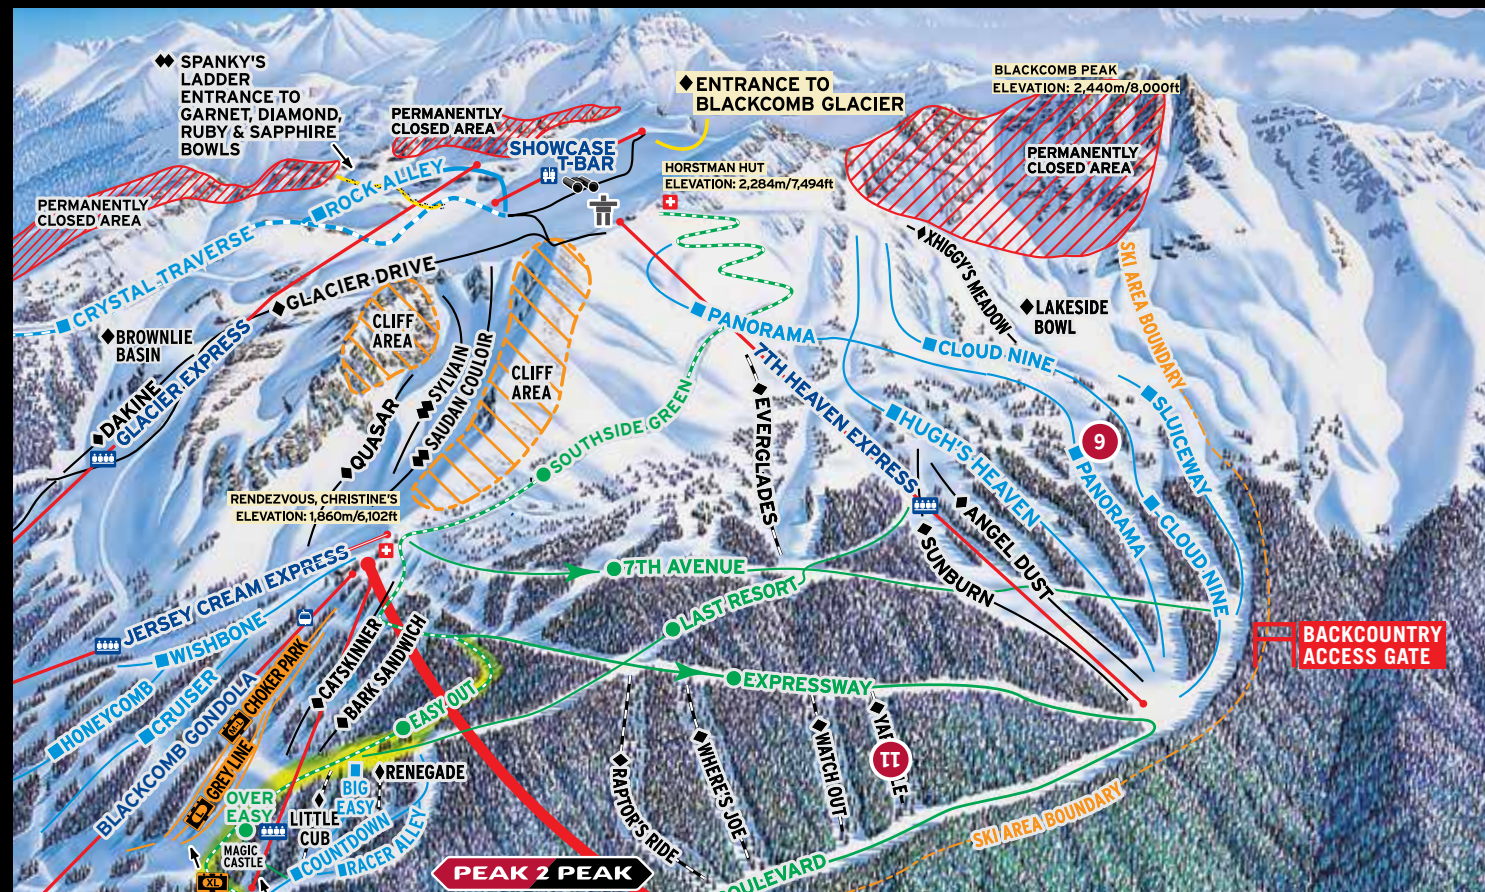 SPANKY'S
LADDER
ENTRANCE TO
GARNET, DIAMOND,
RUBY & SAPPHIRE
BOWLS
PERMANENTLY
CLOSED AREA
ENTRANCE TO
BLACKCOMB GLACIER
BLACKCOMB PEAK
ELEVATION: 2,440m/8,000ft
SHOWCASE
T-BAR
PERMANENTLY
CLOSED AREA
HORSTMAN HUT
ELEVATION: 2,284m/7,494ft
ROCK ALLEY
PERMANENTLY
CLOSED AREA
CRYSTAL TRAVERSE
GLACIER DRIVE
XHIGGY'S MEADOW
SKI AREA BOUNDARY
LAKESIDE
BOWL
BROWNLIE
BASIN
CLIFF
AREA
PANORAMA
CLOUD NINE
GLACIER EXPRESS
DAKINE
SYLVAIN
SAUDAN COULOIR
CLIFF
AREA
QUASAR
7TH HEAVEN EXPRESS
EVERGLADES
SOUTHSIDE GREEN
HUGH'S HEAVEN
SLUICEWAY
9
PANORAMA
CLOUD NINE
RENDEZVOUS, CHRISTINE'S
ELEVATION: 1,860m/6,102ft
ANGEL DUST
SUNBURN
JERSEY CREAM EXPRESS
7TH AVENUE
LAST RESORT
WISHBONE
BACKCOUNTRY
ACCESS GATE
HONEYCOMB
CRUISER
BLACKCOMB GONDOLA
M-L
CHOKER PARK
L
GREY LINE
CATSKINNER
BARK SANDWICH
EASY OUT
EXPRESSWAY
RAPTOR'S RIDE
WHERE'S JOE
WATCH OUT
11
RENEGADE
BIG
EASY
OVER
EASY
LITTLE
CUB
MAGIC
CASTLE
COUNTDOWN
RACER ALLEY
XL
PEAK 2 PEAK
SKI AREA BOUNDARY